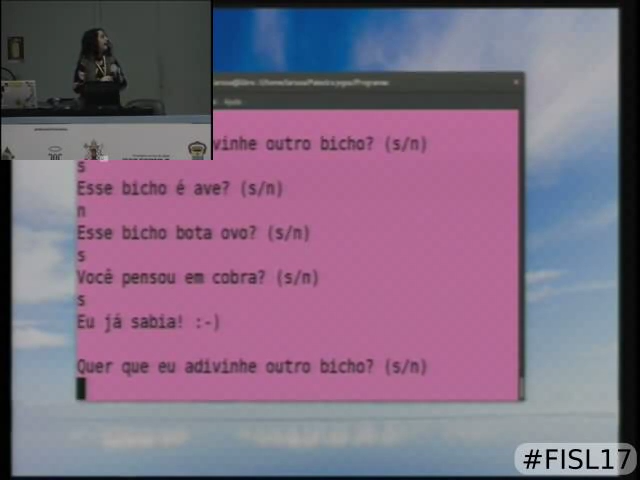 vinhe outro bicho? (s/n)
s
Esse bicho é ave? (s/n)
n
Esse bicho bota ovo? (s/n)
s
Você pensou em cobra? (s/n)
s
Eu já sabia! :-)
Quer que eu adivinhe outro bicho? (s/n)
#FISL17